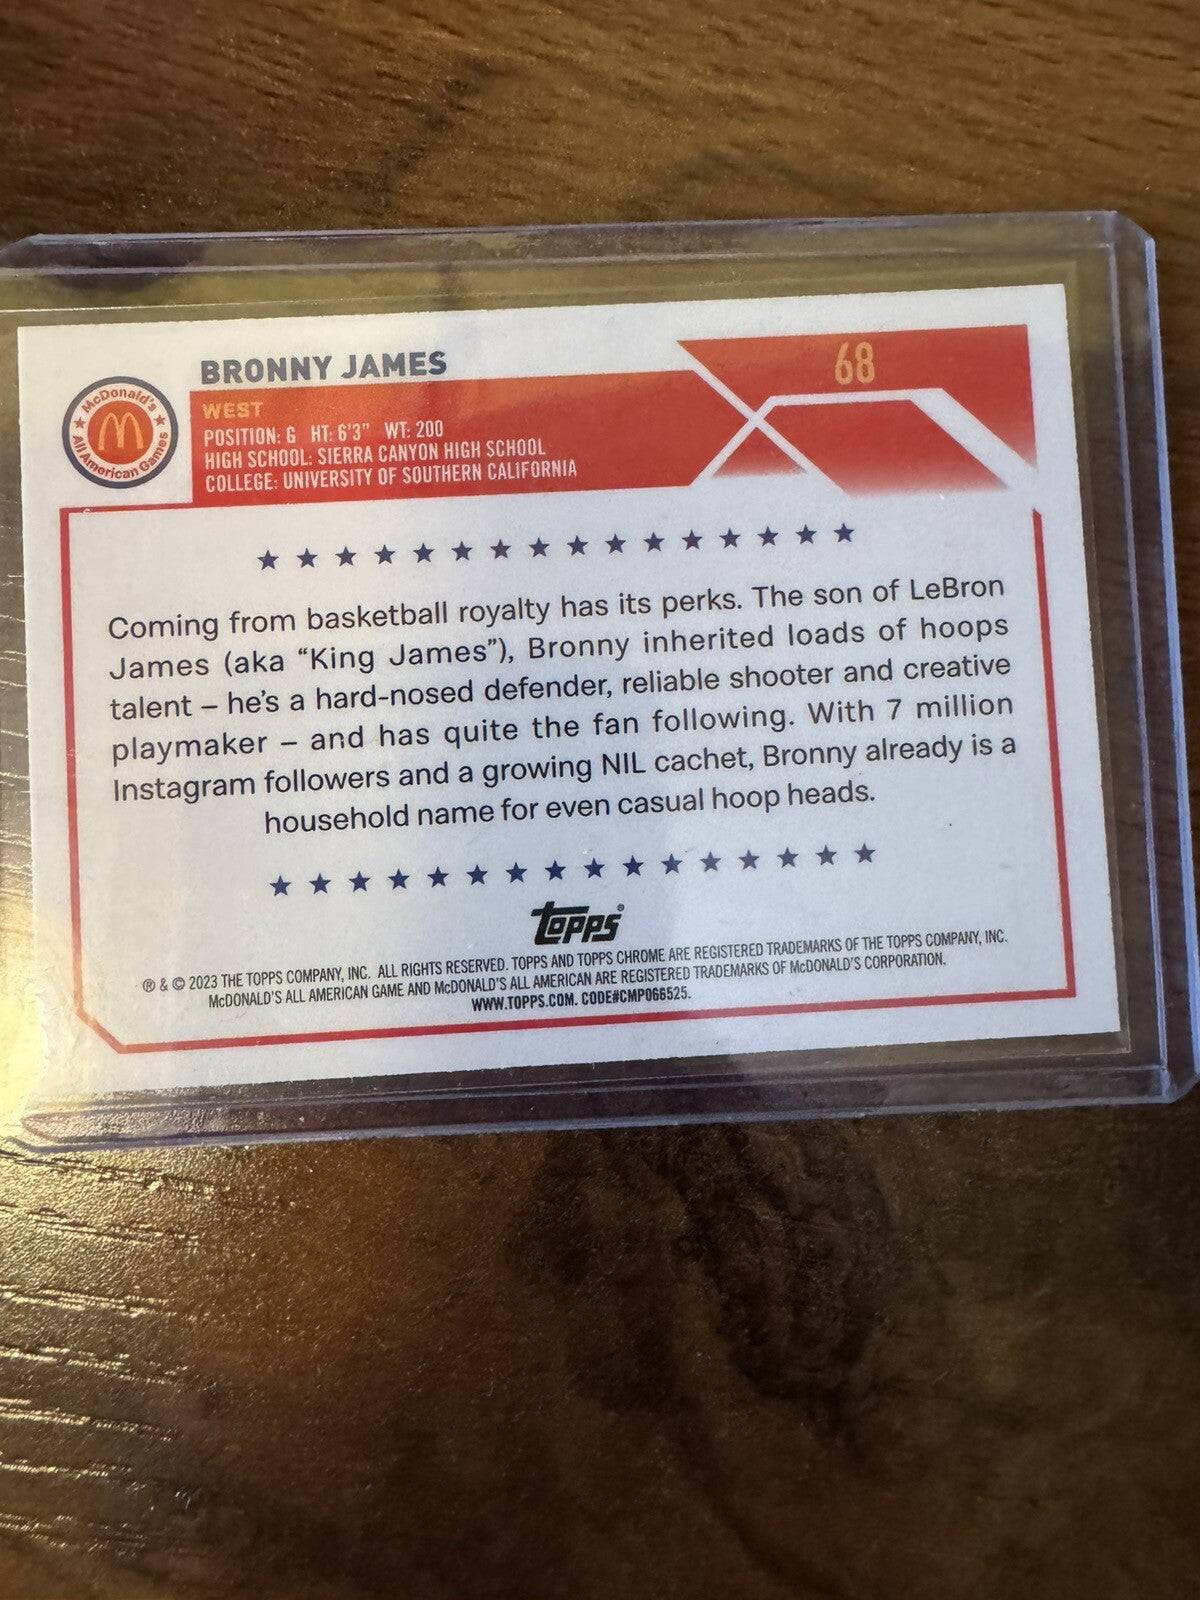 BRONNY JAMES
68
McDonald's
All American Games
WEST
POSITION: G HT: 6'3" WT: 200
HIGH SCHOOL: SIERRA CANYON HIGH SCHOOL
COLLEGE: UNIVERSITY OF SOUTHERN CALIFORNIA
Coming from basketball royalty has its perks. The son of LeBron
James (aka “King James”), Bronny inherited loads of hoops
talent – he's a hard-nosed defender, reliable shooter and creative
playmaker – and has quite the fan following. With 7 million
Instagram followers and a growing NIL cachet, Bronny already is a
household name for even casual hoop heads.
topps®
® & © 2023 THE TOPPS COMPANY, INC. ALL RIGHTS RESERVED. TOPPS AND TOPPS CHROME ARE REGISTERED TRADEMARKS OF THE TOPPS COMPANY, INC.
McDONALD'S ALL AMERICAN GAME AND McDONALD'S ALL AMERICAN ARE REGISTERED TRADEMARKS OF McDONALD'S CORPORATION.
WWW.TOPPS.COM. CODE#CMP066525.